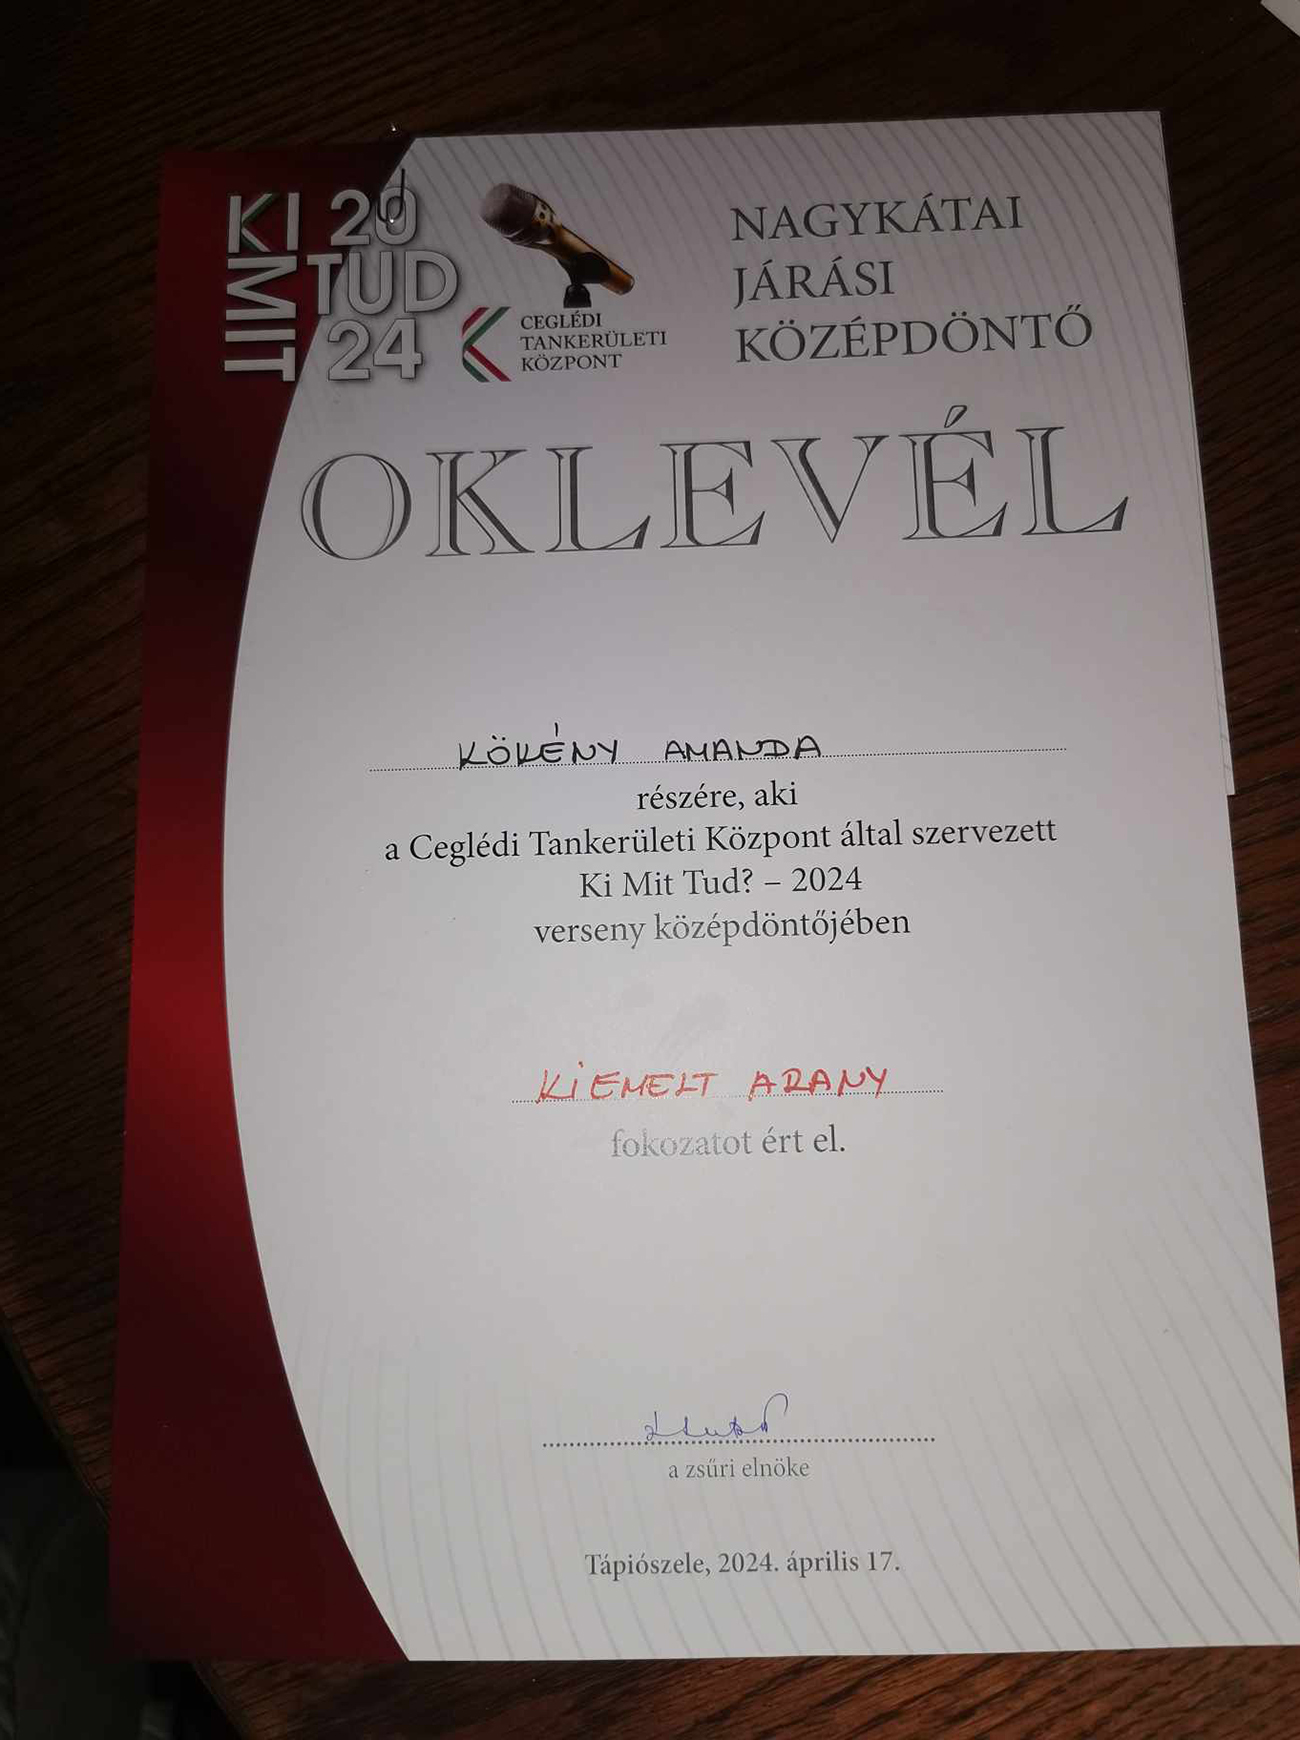 KI 20
MIT TUD
24
CEGLÉDI
TANKERÜLETI
KÖZPONT
NAGYKÁTAI
JÁRÁSI
KÖZÉPDÖNTŐ
OKLEVÉL
KÖKÉNY AMANDA
részére, aki
a Ceglédi Tankerületi Központ által szervezett
Ki Mit Tud? – 2024
verseny középdöntőjében
KIEMELT ARANY
fokozatot ért el.
a zsűri elnöke
Tápiószele, 2024. április 17.